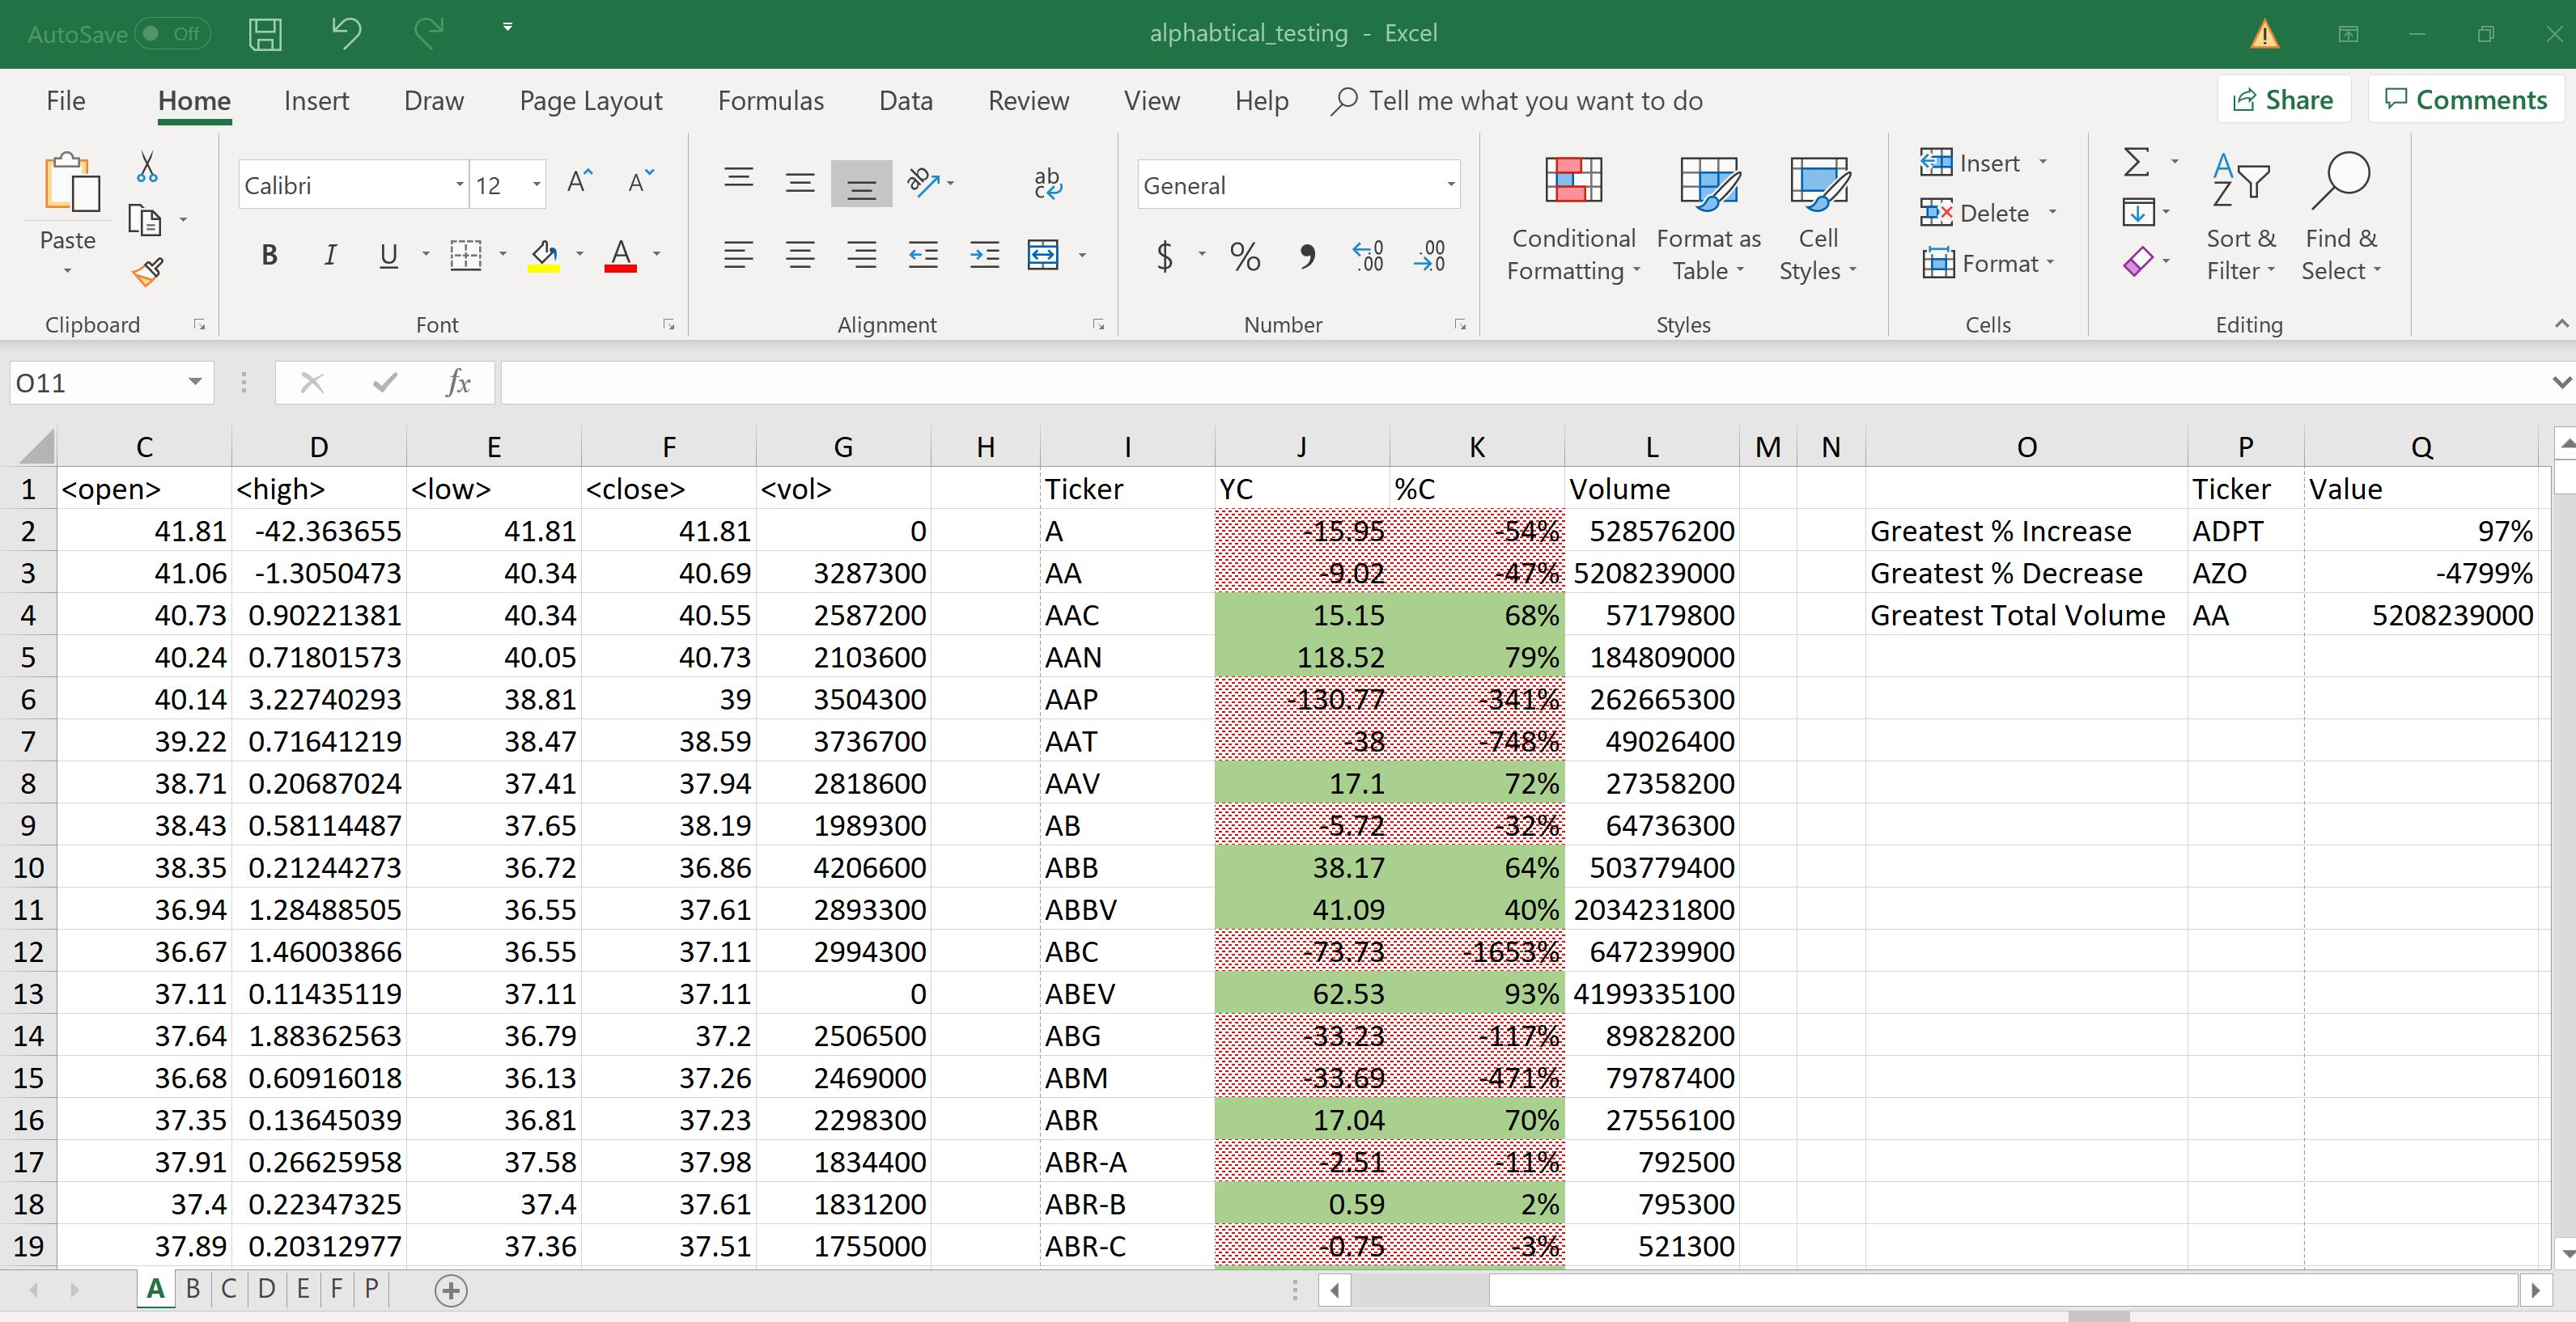 AutoSave Off alphabtical_testing - Excel
File Home Insert Draw Page Layout Formulas Data Review View Help Tell me what you want to do Share Comments
Paste
Calibri 12
General
Conditional Formatting
Format as Table
Cell Styles
Insert
Delete
Format
Sort & Filter
Find & Select
Clipboard Font Alignment Number Styles Cells Editing
O11 fx
C D E F G H I J K L M N O P Q
1 <open> <high> <low> <close> <vol> Ticker YC %C Volume Ticker Value
2 41.81 -42.363655 41.81 41.81 0 A -15.95 -54% 528576200 Greatest % Increase ADPT 97%
3 41.06 -1.3050473 40.34 40.69 3287300 AA -9.02 -47% 5208239000 Greatest % Decrease AZO -4799%
4 40.73 0.90221381 40.34 40.55 2587200 AAC 15.15 68% 57179800 Greatest Total Volume AA 5208239000
5 40.24 0.71801573 40.05 40.73 2103600 AAN 118.52 79% 184809000
6 40.14 3.22740293 38.81 39 3504300 AAP -130.77 -341% 262665300
7 39.22 0.71641219 38.47 38.59 3736700 AAT -38 -748% 49026400
8 38.71 0.20687024 37.41 37.94 2818600 AAV 17.1 72% 27358200
9 38.43 0.58114487 37.65 38.19 1989300 AB -5.72 -32% 64736300
10 38.35 0.21244273 36.72 36.86 4206600 ABB 38.17 64% 503779400
11 36.94 1.28488505 36.55 37.61 2893300 ABBV 41.09 40% 2034231800
12 36.67 1.46003866 36.55 37.11 2994300 ABC -73.73 -1653% 647239900
13 37.11 0.11435119 37.11 37.11 0 ABEV 62.53 93% 4199335100
14 37.64 1.88362563 36.79 37.2 2506500 ABG -33.23 -117% 89828200
15 36.68 0.60916018 36.13 37.26 2469000 ABM -33.69 -471% 79787400
16 37.35 0.13645039 36.81 37.23 2298300 ABR 17.04 70% 27556100
17 37.91 0.26625958 37.58 37.98 1834400 ABR-A -2.51 -11% 792500
18 37.4 0.22347325 37.4 37.61 1831200 ABR-B 0.59 2% 795300
19 37.89 0.20312977 37.36 37.51 1755000 ABR-C -0.75 -3% 521300
A B C D E F P